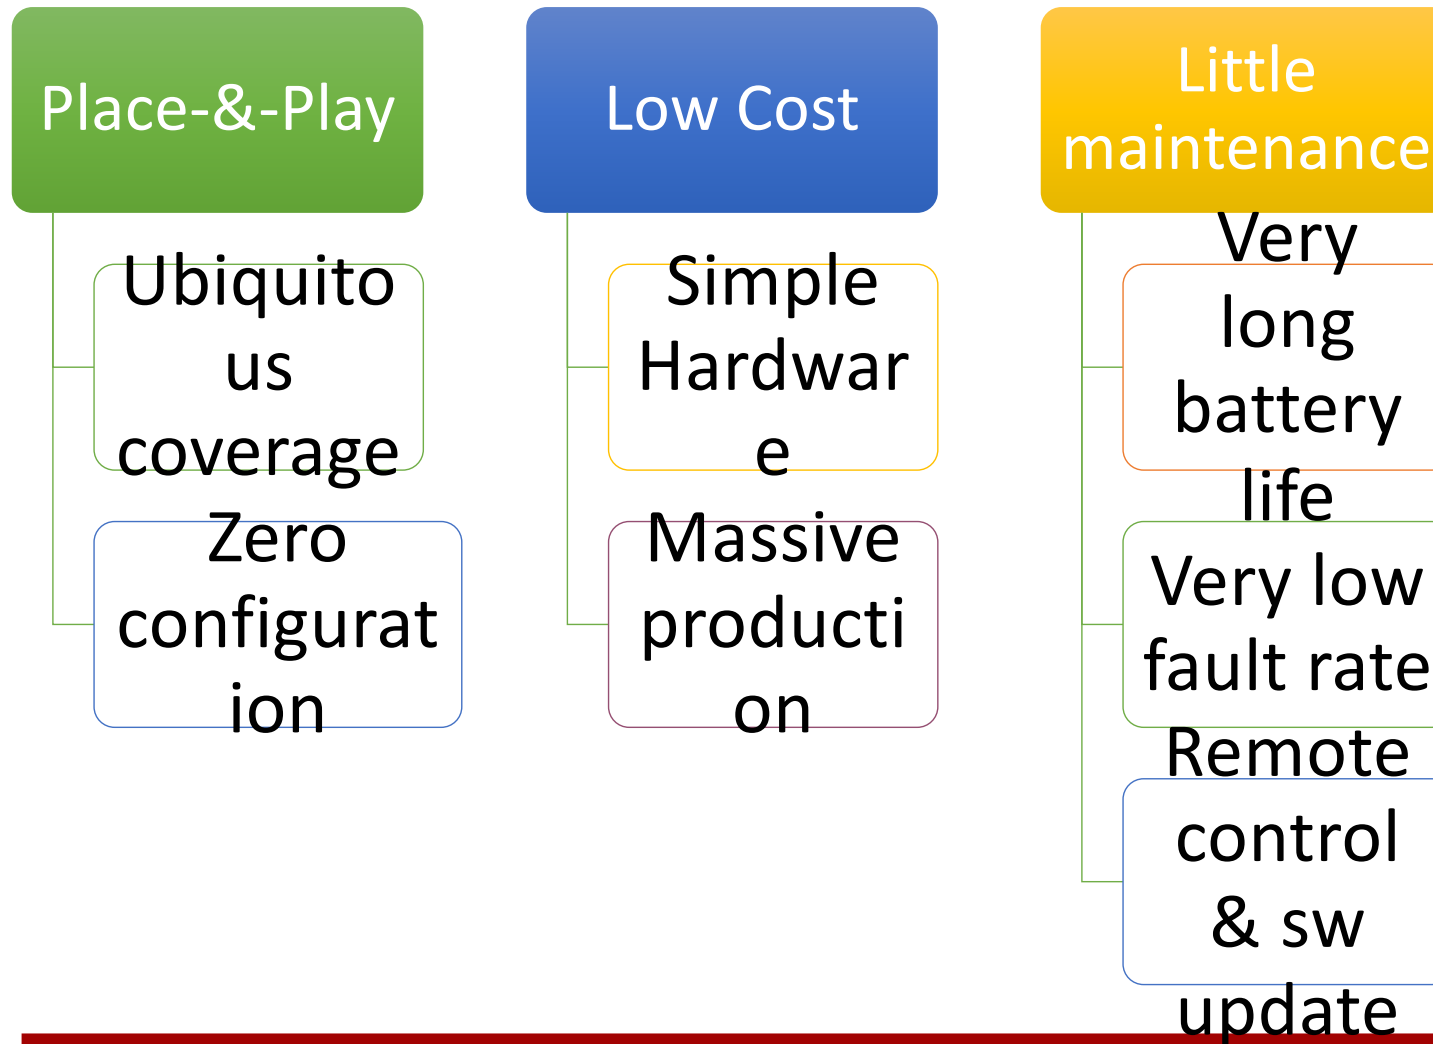 Place-&-Play
Ubiquito
us
coverage
Zero
configurat
ion
Low Cost
Simple
Hardwar
e
Massive
producti
on
Little
maintenance
Very
long
battery
life
Very low
fault rate
Remote
control
& sw
update